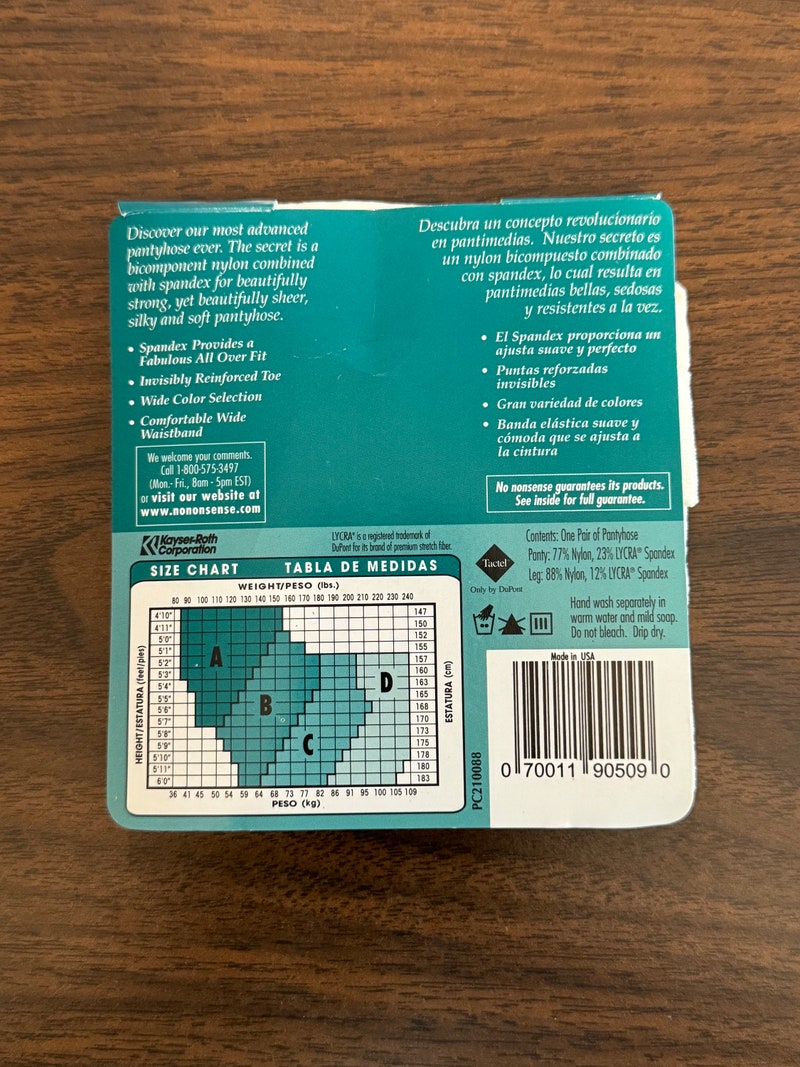 Discover our most advanced
pantyhose ever. The secret is a
bicomponent nylon combined
with spandex for beautifully
strong, yet beautifully sheer,
silky and soft pantyhose.
• Spandex Provides a
Fabulous All Over Fit
• Invisibly Reinforced Toe
• Wide Color Selection
• Comfortable Wide
Waistband
We welcome your comments.
Call 1-800-575-3497
(Mon.- Fri., 8am - 5pm EST)
or visit our website at
www.nononsense.com
Descubra un concepto revolucionario
en pantimedias. Nuestro secreto es
un nylon bicompuesto combinado
con spandex, lo cual resulta en
pantimedias bellas, sedosas
y resistentes a la vez.
• El Spandex proporciona un
ajusta suave y perfecto
• Puntas reforzadas
invisibles
• Gran variedad de colores
• Banda elástica suave y
cómoda que se ajusta a
la cintura
No nonsense guarantees its products.
See inside for full guarantee.
Kayser-Roth
Corporation
LYCRA® is a registered trademark of
DuPont for its brand of premium stretch fiber.
SIZE CHART TABLA DE MEDIDAS
WEIGHT/PESO (lbs.)
80 90 100 110 120 130 140 150 160 170 180 190 200 210 220 230 240
HEIGHT/ESTATURA (feet/pies)
4'10" 147
4'11" 150
5'0" 152
5'1" 155
5'2" 157
5'3" 160
5'4" 163
5'5" 165
5'6" 168
5'7" 170
5'8" 173
5'9" 175
5'10" 178
5'11" 180
6'0" 183
A
B
C
D
ESTATURA (cm)
36 41 45 50 54 59 64 68 73 77 82 86 91 95 100 105 109
PESO (kg)
Tactel
Only by DuPont
Contents: One Pair of Pantyhose
Panty: 77% Nylon, 23% LYCRA® Spandex
Leg: 88% Nylon, 12% LYCRA® Spandex
Hand wash separately in
warm water and mild soap.
Do not bleach. Drip dry.
PC210088
Made in USA
0 70011 90509 0